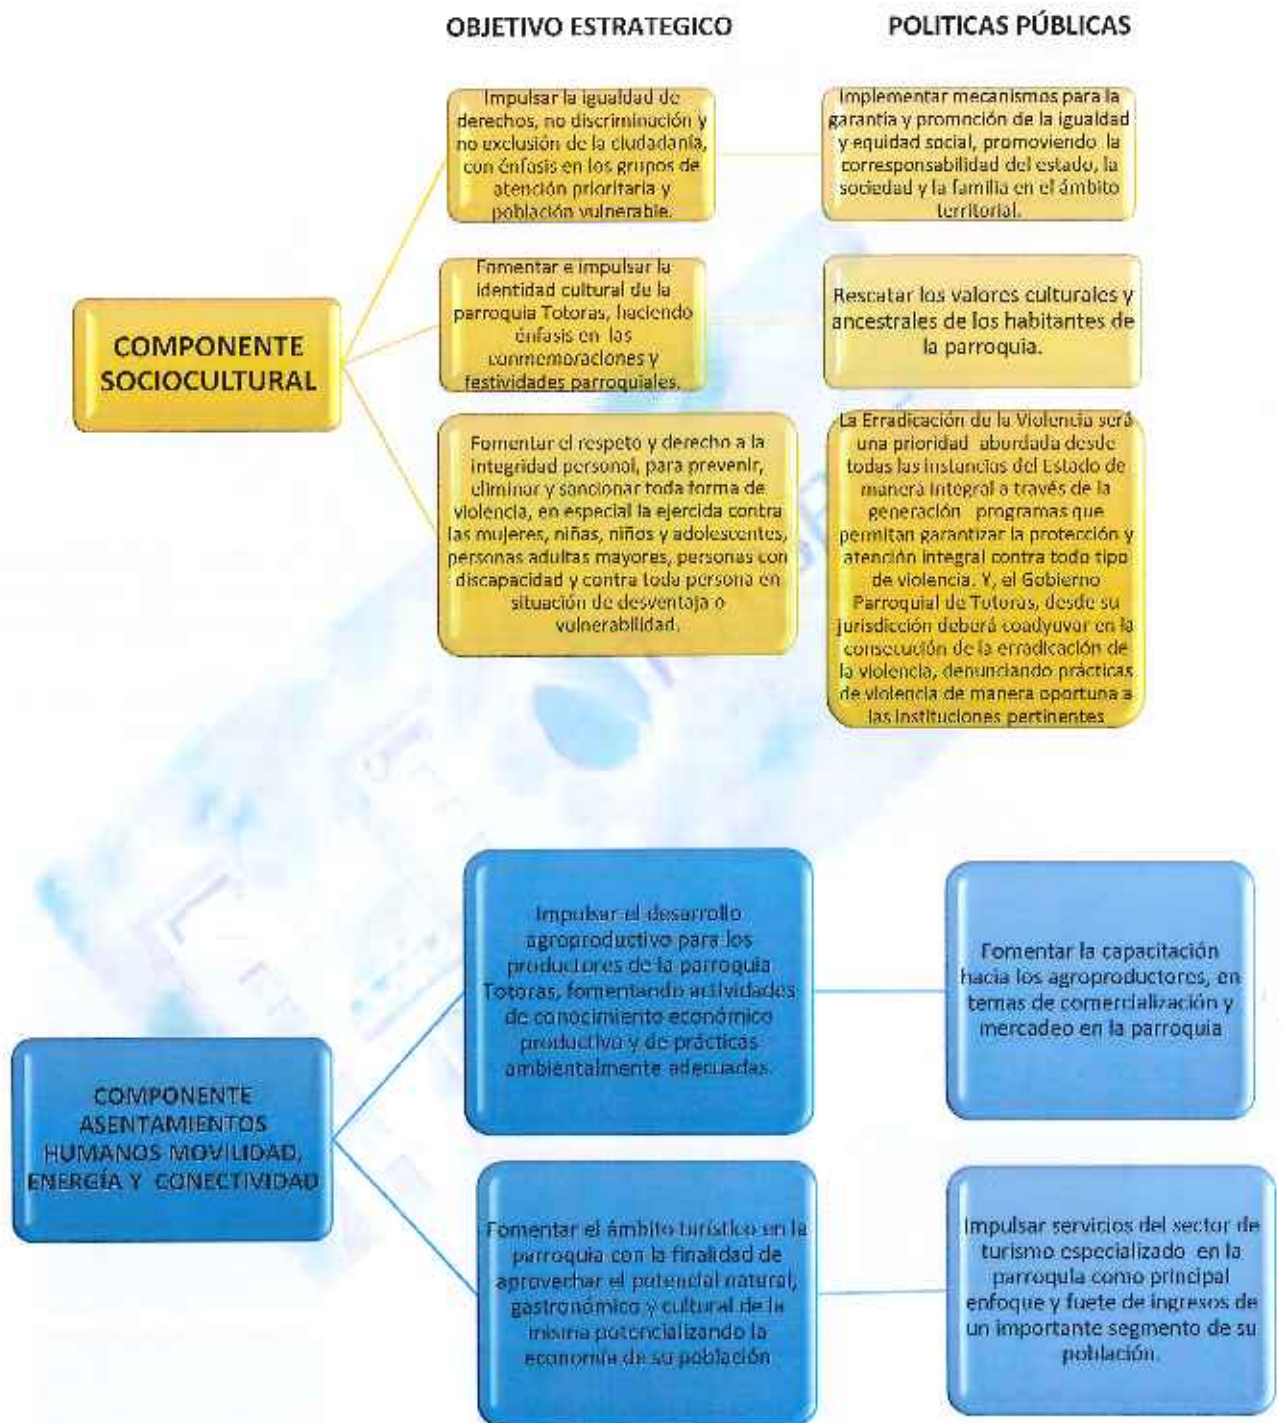 OBJETIVO ESTRATEGICO
POLITICAS PÚBLICAS
COMPONENTE
SOCIOCULTURAL
Impulsar la igualdad de
derechos, no discriminación y
no exclusión de la ciudadanía,
con énfasis en los grupos de
atención prioritaria y
población vulnerable.
Implementar mecanismos para la
garantía y promoción de la igualdad
y equidad social, promoviendo la
corresponsabilidad del estado, la
sociedad y la familia en el ámbito
territorial.
Fomentar e impulsar la
identidad cultural de la
parroquia Totoras, haciendo
énfasis en las
conmemoraciones y
festividades parroquiales.
Rescatar los valores culturales y
ancestrales de los habitantes de
la parroquia.
Fomentar el respeto y derecho a la
integridad personal, para prevenir,
eliminar y sancionar toda forma de
violencia, en especial la ejercida contra
las mujeres, niñas, niños y adolescentes,
personas adultas mayores, personas con
discapacidad y contra toda persona en
situación de desventaja o
vulnerabilidad.
La Erradicación de la Violencia será
una prioridad abordada desde
todas las instancias del Estado de
manera integral a través de la
generación programas que
permitan garantizar la protección y
atención integral contra todo tipo
de violencia. Y, el Gobierno
Parroquial de Totoras, desde su
jurisdicción deberá coadyuvar en la
consecución de la erradicación de
la violencia, denunciando prácticas
de violencia de manera oportuna a
las instituciones pertinentes
COMPONENTE
ASENTAMIENTOS
HUMANOS MOVILIDAD,
ENERGÍA Y CONECTIVIDAD
Impulsar el desarrollo
agroproductivo para los
productores de la parroquia
Totoras, fomentando actividades
de conocimiento económico
productivo y de prácticas
ambientalmente adecuadas.
Fomentar la capacitación
hacia los agroproductores, en
temas de comercialización y
mercadeo en la parroquia
Fomentar el ámbito turístico en la
parroquia con la finalidad de
aprovechar el potencial natural,
gastronómico y cultural de la
misma potencializando la
economía de su población
Impulsar servicios del sector de
turismo especializado en la
parroquia como principal
enfoque y fuete de ingresos de
un importante segmento de su
población.